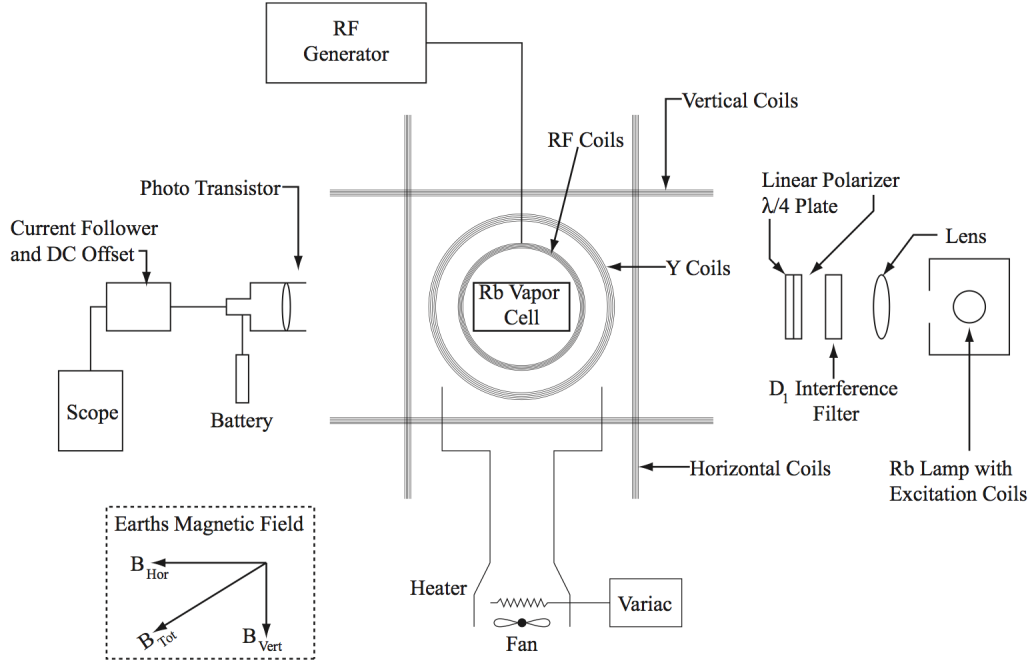 RF
Generator
Vertical Coils
RF Coils
Photo Transistor
Linear Polarizer
λ/4 Plate
Current Follower
and DC Offset
Lens
Y Coils
Rb Vapor
Cell
D1 Interference
Filter
Scope
Battery
Horizontal Coils
Rb Lamp with
Excitation Coils
Earths Magnetic Field
BHor
BTot
BVert
Heater
Variac
Fan